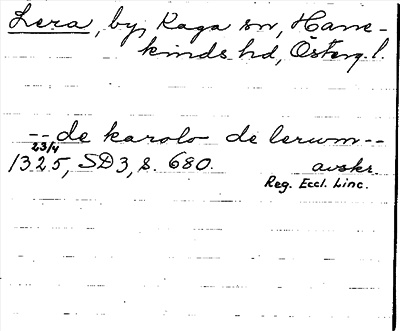 Lera, by, Kaga sn, Hane-
kinds hd, Österg.l.
-- de karolo de lerum --
23/4
1325, SD3, s. 680. avskr.
Reg. Eccl. Linc.